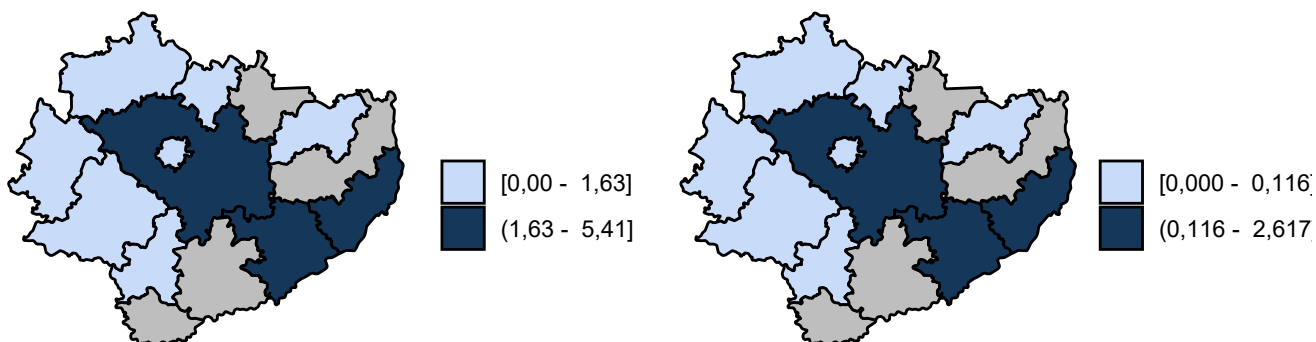 [0,00 - 1,63]
(1,63 - 5,41]
[0,000 - 0,116]
(0,116 - 2,617]